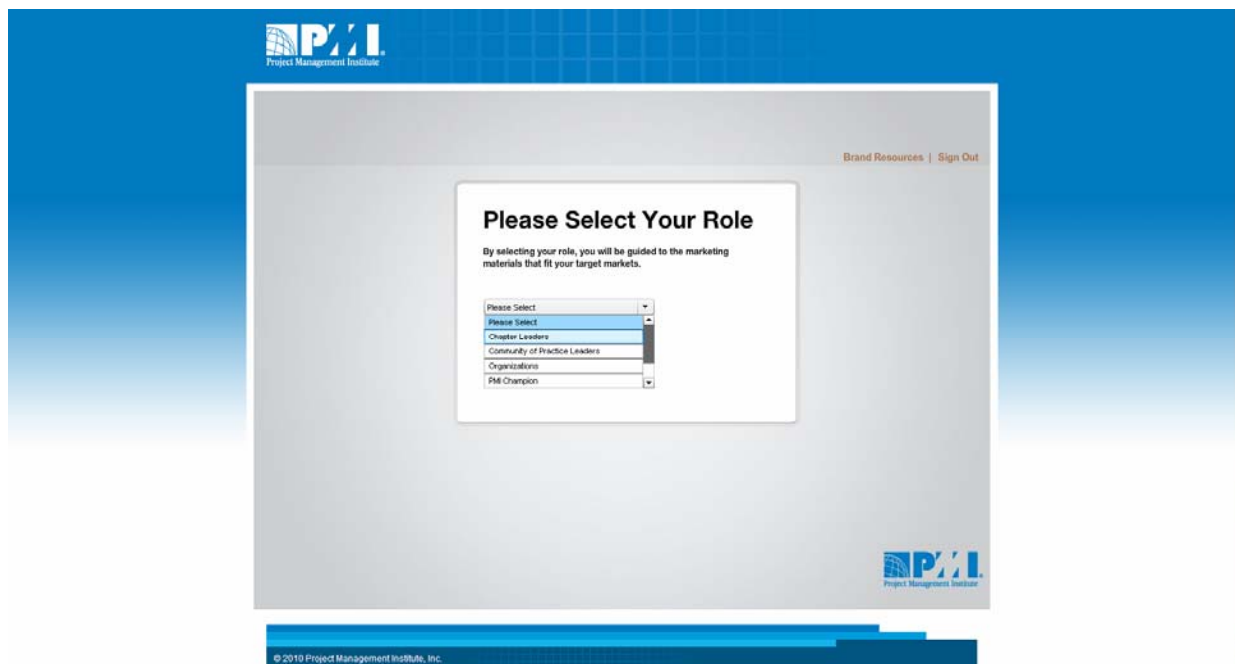 PMI.
Project Management Institute
Brand Resources | Sign Out
Please Select Your Role
By selecting your role, you will be guided to the marketing
materials that fit your target markets.
Please Select
Please Select
Chapter Leaders
Community of Practice Leaders
Organizations
PMI Champion
PMI.
Project Management Institute
© 2010 Project Management Institute, Inc.